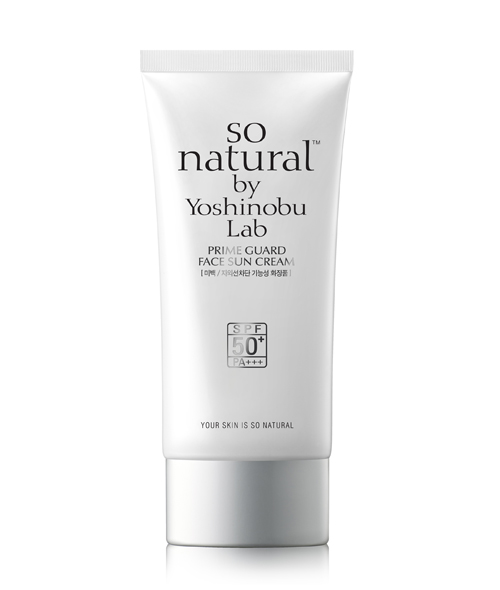 so
natural™
by
Yoshinobu
Lab
PRIME GUARD
FACE SUN CREAM
[ 미백 / 자외선차단 기능성 화장품 ]
SPF
50+
PA+++
YOUR SKIN IS SO NATURAL